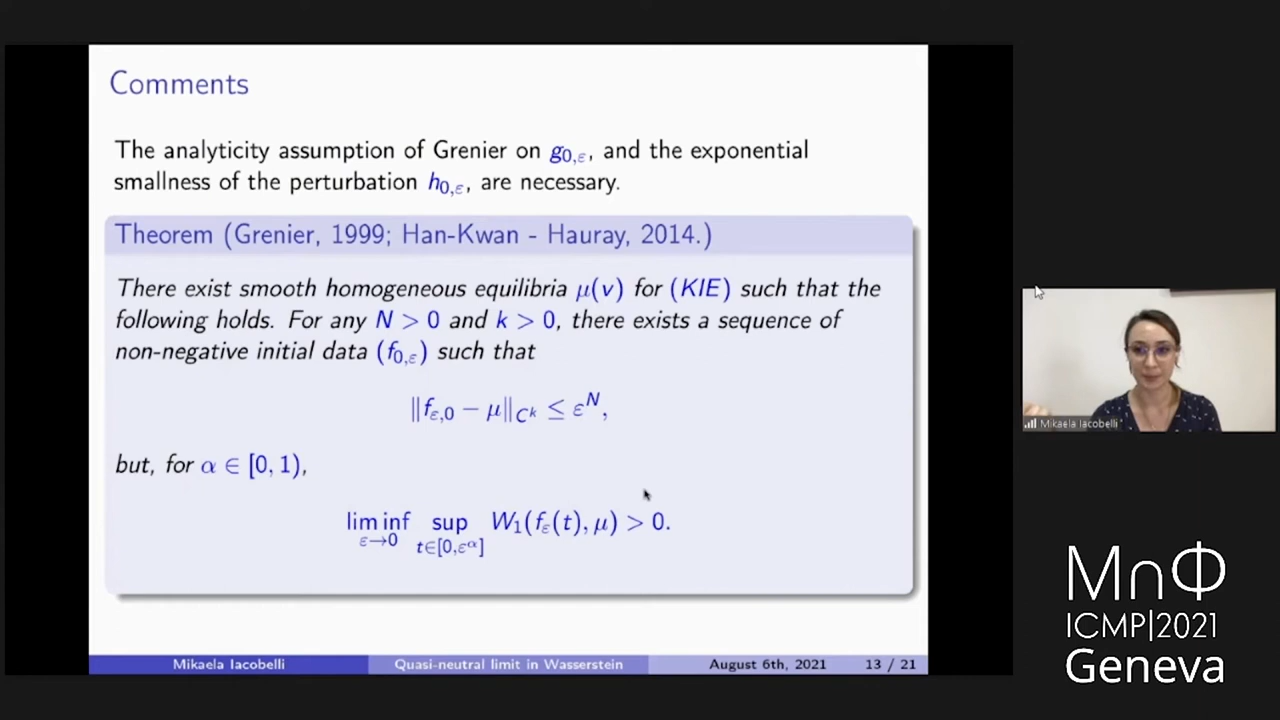 Comments
The analyticity assumption of Grenier on g₀,ε, and the exponential
smallness of the perturbation h₀,ε, are necessary.
Theorem (Grenier, 1999; Han-Kwan - Hauray, 2014.)
There exist smooth homogeneous equilibria μ(v) for (KIE) such that the
following holds. For any N > 0 and k > 0, there exists a sequence of
non-negative initial data (f₀,ε) such that
‖fε,₀ − μ‖Cᵏ ≤ εᴺ,
but, for α ∈ [0, 1),
lim inf sup W₁(fε(t), μ) > 0.
ε→0 t∈[0,εᵅ]
Mikaela Iacobelli Quasi-neutral limit in Wasserstein August 6th, 2021 13 / 21
Mikaela Iacobelli
M∩Φ
ICMP|2021
Geneva